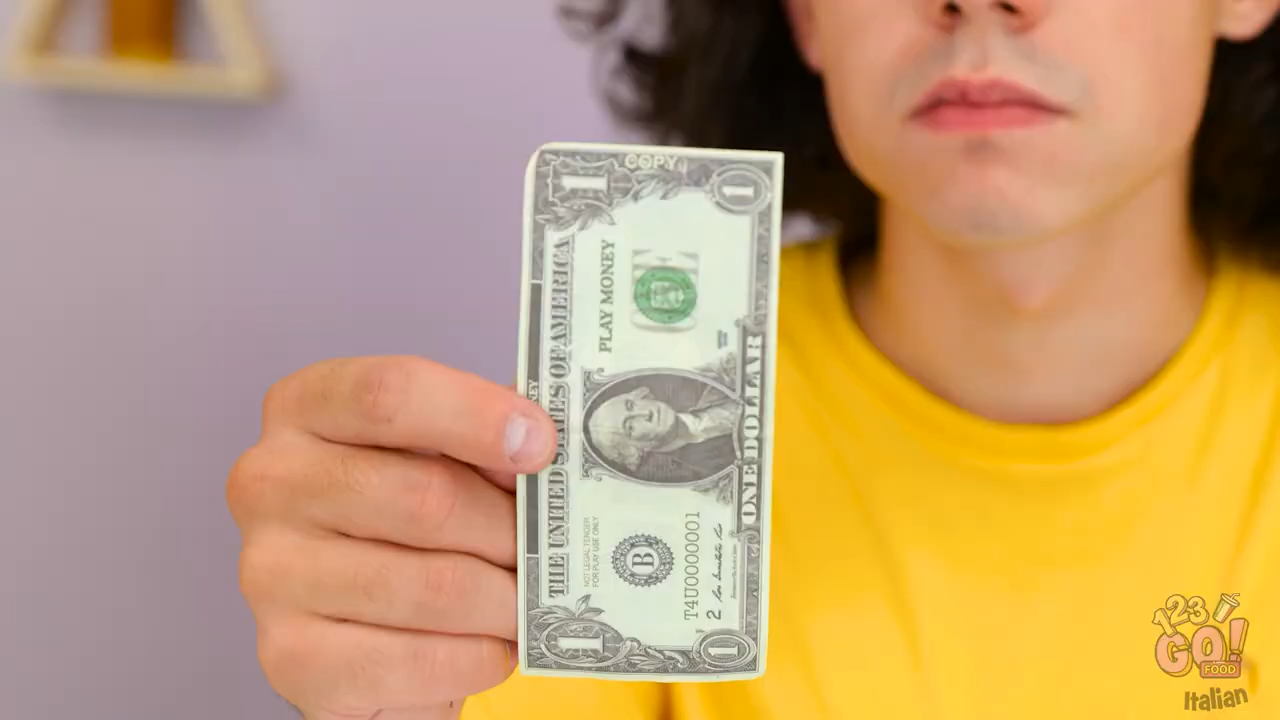 COPY
1
1
THE UNITED STATES OF AMERICA
PLAY MONEY
NOT LEGAL TENDER
FOR PLAY USE ONLY
B
T4U0000001
2
ONE DOLLAR
1
1
123
GO!
FOOD
Italian